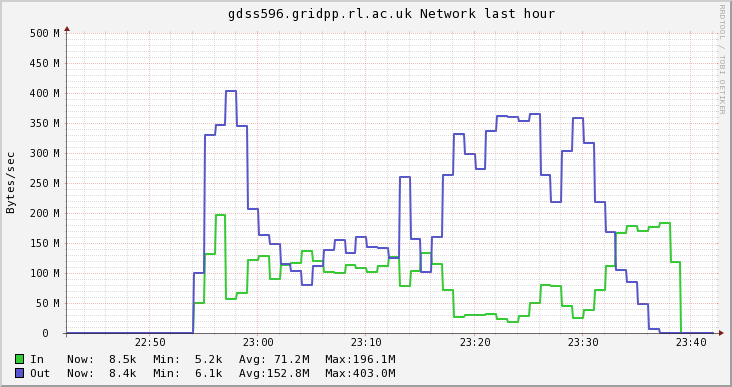 gdss596.gridpp.rl.ac.uk Network last hour
RRDTOOL / TOBI OETIKER
Bytes/sec
500 M
450 M
400 M
350 M
300 M
250 M
200 M
150 M
100 M
50 M
0
22:50 23:00 23:10 23:20 23:30 23:40
In Now: 8.5k Min: 5.2k Avg: 71.2M Max:196.1M
Out Now: 8.4k Min: 6.1k Avg:152.8M Max:403.0M